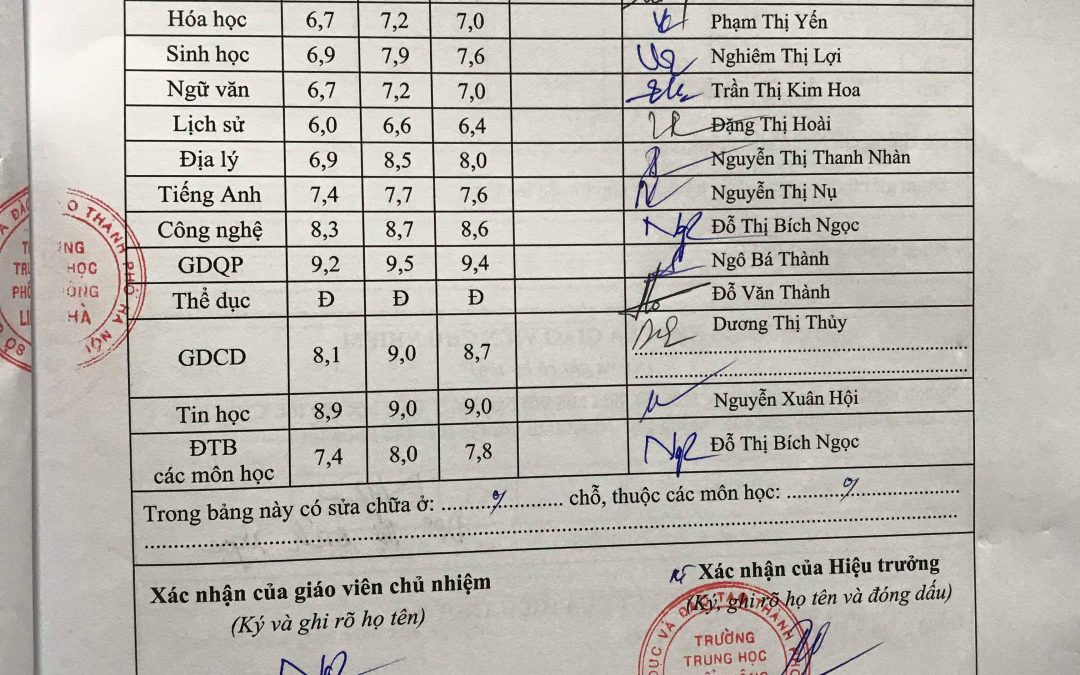 Hóa học 6,7 7,2 7,0 Phạm Thị Yến
Sinh học 6,9 7,9 7,6 Nghiêm Thị Lợi
Ngữ văn 6,7 7,2 7,0 Trần Thị Kim Hoa
Lịch sử 6,0 6,6 6,4 Đặng Thị Hoài
Địa lý 6,9 8,5 8,0 Nguyễn Thị Thanh Nhàn
Tiếng Anh 7,4 7,7 7,6 Nguyễn Thị Nụ
Công nghệ 8,3 8,7 8,6 Đỗ Thị Bích Ngọc
GDQP 9,2 9,5 9,4 Ngô Bá Thành
Thể dục Đ Đ Đ Đỗ Văn Thành
GDCD 8,1 9,0 8,7 Dương Thị Thủy
Tin học 8,9 9,0 9,0 Nguyễn Xuân Hội
ĐTB
các môn học 7,4 8,0 7,8 Đỗ Thị Bích Ngọc
Trong bảng này có sửa chữa ở: ........................ chỗ, thuộc các môn học: ........................
Xác nhận của giáo viên chủ nhiệm
(Ký và ghi rõ họ tên)
Xác nhận của Hiệu trưởng
(Ký, ghi rõ họ tên và đóng dấu)
TRƯỜNG
TRUNG HỌC
THANH PHỐ HÀ NỘI